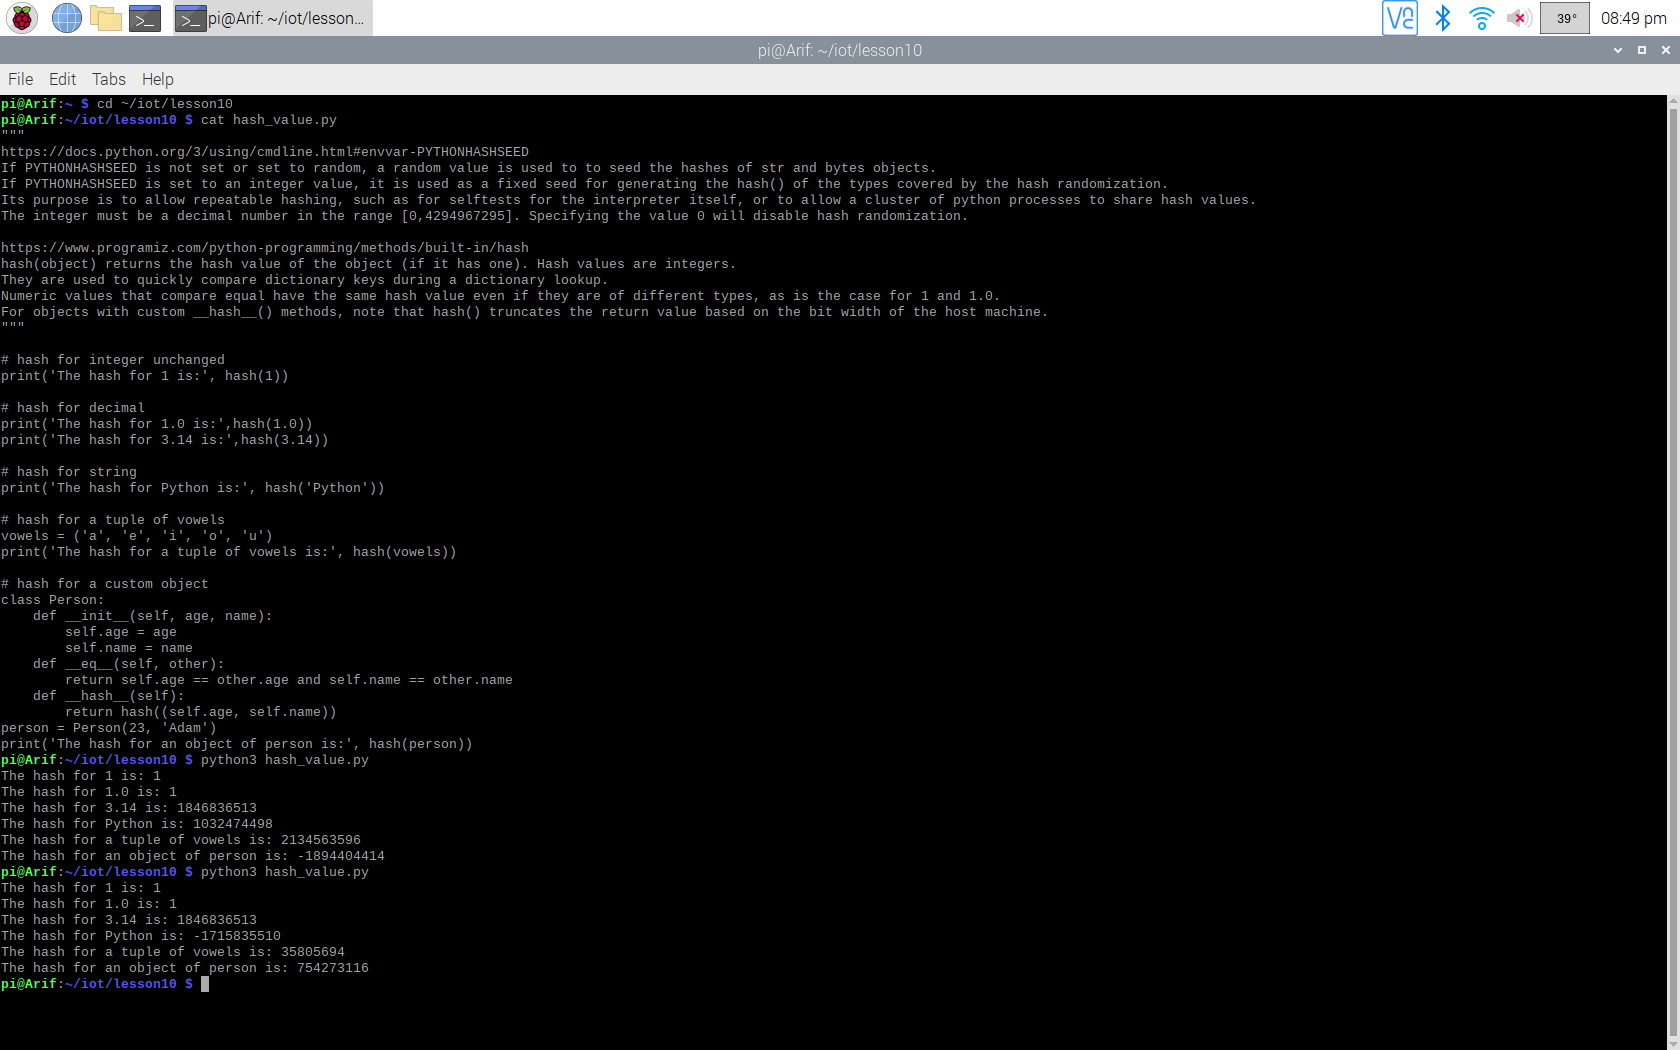 pi@Arif: ~/iot/lesson...
39°
08:49 pm
pi@Arif: ~/iot/lesson10
File Edit Tabs Help
pi@Arif:~ $ cd ~/iot/lesson10
pi@Arif:~/iot/lesson10 $ cat hash_value.py
"""
https://docs.python.org/3/using/cmdline.html#envvar-PYTHONHASHSEED
If PYTHONHASHSEED is not set or set to random, a random value is used to to seed the hashes of str and bytes objects.
If PYTHONHASHSEED is set to an integer value, it is used as a fixed seed for generating the hash() of the types covered by the hash randomization.
Its purpose is to allow repeatable hashing, such as for selftests for the interpreter itself, or to allow a cluster of python processes to share hash values.
The integer must be a decimal number in the range [0,4294967295]. Specifying the value 0 will disable hash randomization.

https://www.programiz.com/python-programming/methods/built-in/hash
hash(object) returns the hash value of the object (if it has one). Hash values are integers.
They are used to quickly compare dictionary keys during a dictionary lookup.
Numeric values that compare equal have the same hash value even if they are of different types, as is the case for 1 and 1.0.
For objects with custom __hash__() methods, note that hash() truncates the return value based on the bit width of the host machine.
"""

# hash for integer unchanged
print('The hash for 1 is:', hash(1))

# hash for decimal
print('The hash for 1.0 is:',hash(1.0))
print('The hash for 3.14 is:',hash(3.14))

# hash for string
print('The hash for Python is:', hash('Python'))

# hash for a tuple of vowels
vowels = ('a', 'e', 'i', 'o', 'u')
print('The hash for a tuple of vowels is:', hash(vowels))

# hash for a custom object
class Person:
    def __init__(self, age, name):
        self.age = age
        self.name = name
    def __eq__(self, other):
        return self.age == other.age and self.name == other.name
    def __hash__(self):
        return hash((self.age, self.name))
person = Person(23, 'Adam')
print('The hash for an object of person is:', hash(person))
pi@Arif:~/iot/lesson10 $ python3 hash_value.py
The hash for 1 is: 1
The hash for 1.0 is: 1
The hash for 3.14 is: 1846836513
The hash for Python is: 1032474498
The hash for a tuple of vowels is: 2134563596
The hash for an object of person is: -1894404414
pi@Arif:~/iot/lesson10 $ python3 hash_value.py
The hash for 1 is: 1
The hash for 1.0 is: 1
The hash for 3.14 is: 1846836513
The hash for Python is: -1715835510
The hash for a tuple of vowels is: 35805694
The hash for an object of person is: 754273116
pi@Arif:~/iot/lesson10 $